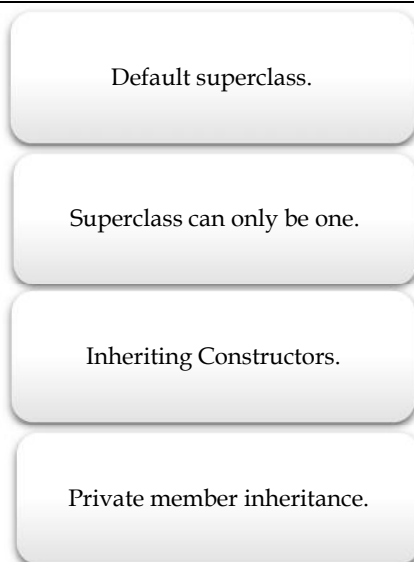 Default superclass.
Superclass can only be one.
Inheriting Constructors.
Private member inheritance.